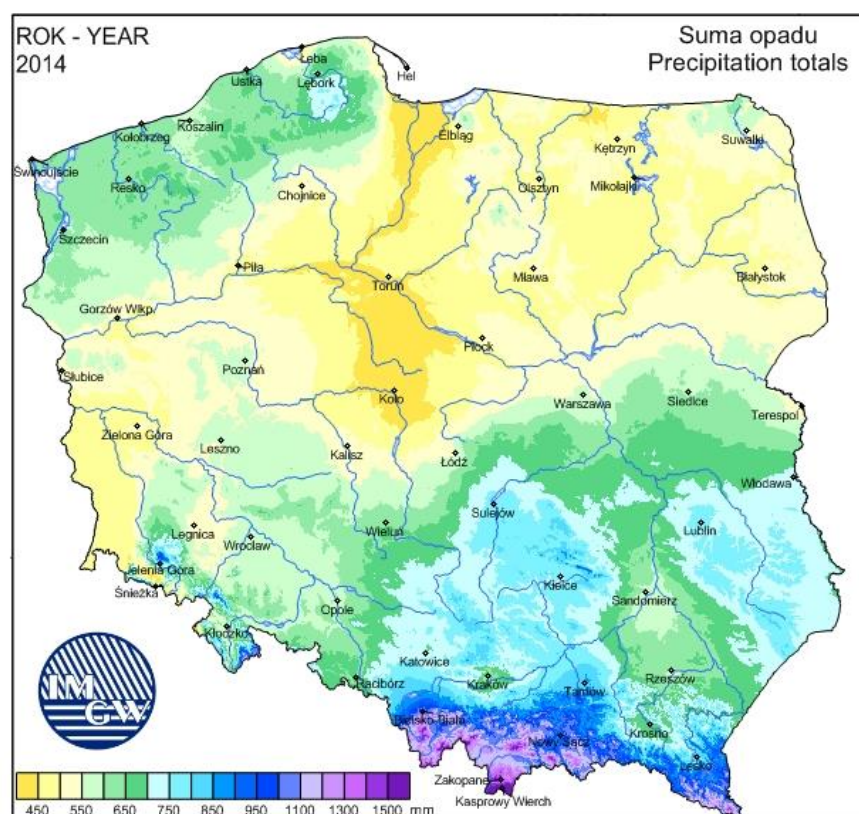 ROK - YEAR
2014
Suma opadu
Precipitation totals
Łeba
Hel
Ustka
Lębork
Koszalin
Kołobrzeg
Elbląg
Suwałki
Kętrzyn
Świnoujście
Resko
Chojnice
Olsztyn
Mikołajki
Szczecin
Piła
Toruń
Mława
Białystok
Gorzów Wlkp.
Płock
Słubice
Poznań
Koło
Warszawa
Siedlce
Terespol
Zielona Góra
Leszno
Kalisz
Łódź
Włodawa
Sulejów
Legnica
Wrocław
Wieluń
Lublin
Jelenia Góra
Śnieżka
Opole
Kielce
Sandomierz
Kłodzko
Katowice
Racibórz
Kraków
Tarnów
Rzeszów
Bielsko-Biała
Nowy Sącz
Krosno
Lesko
Zakopane
Kasprowy Wierch
IM
GW
450 550 650 750 850 950 1100 1300 1500 mm